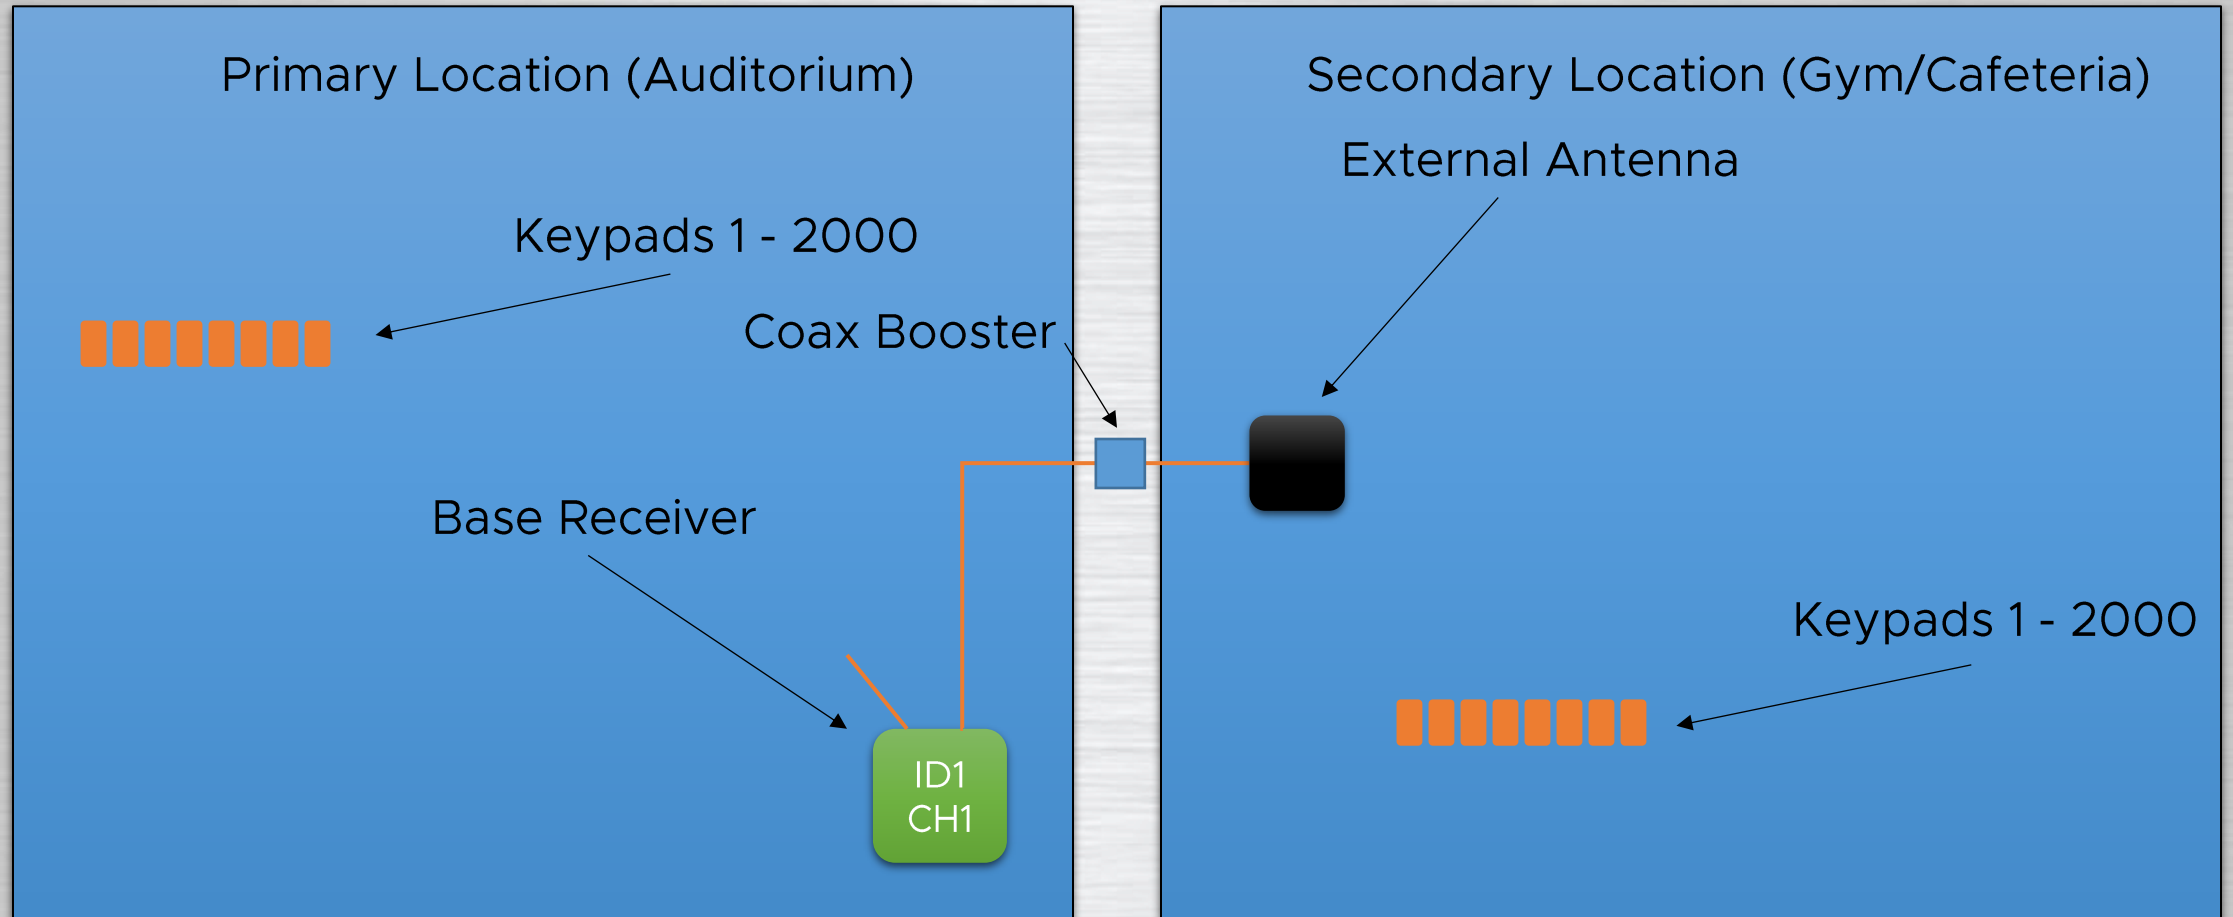 Primary Location (Auditorium)
Keypads 1 - 2000
Coax Booster
Base Receiver
ID1
CH1
Secondary Location (Gym/Cafeteria)
External Antenna
Keypads 1 - 2000